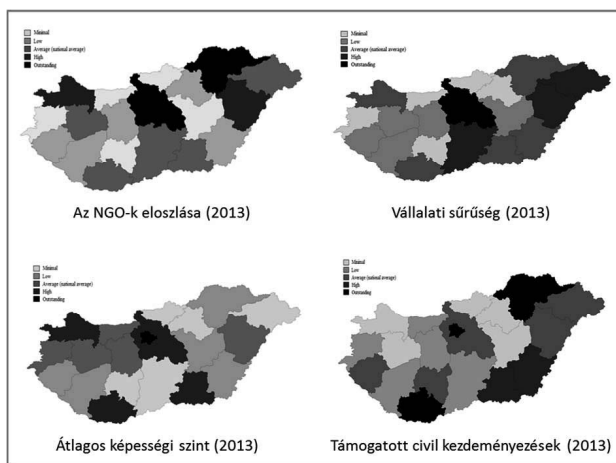 Minimal
Low
Average (national average)
High
Outstanding
Az NGO-k eloszlása (2013)
Minimal
Low
Average (national average)
High
Outstanding
Vállalati sűrűség (2013)
Minimal
Low
Average (national average)
High
Outstanding
Átlagos képességi szint (2013)
Minimal
Low
Average (national average)
High
Outstanding
Támogatott civil kezdeményezések (2013)